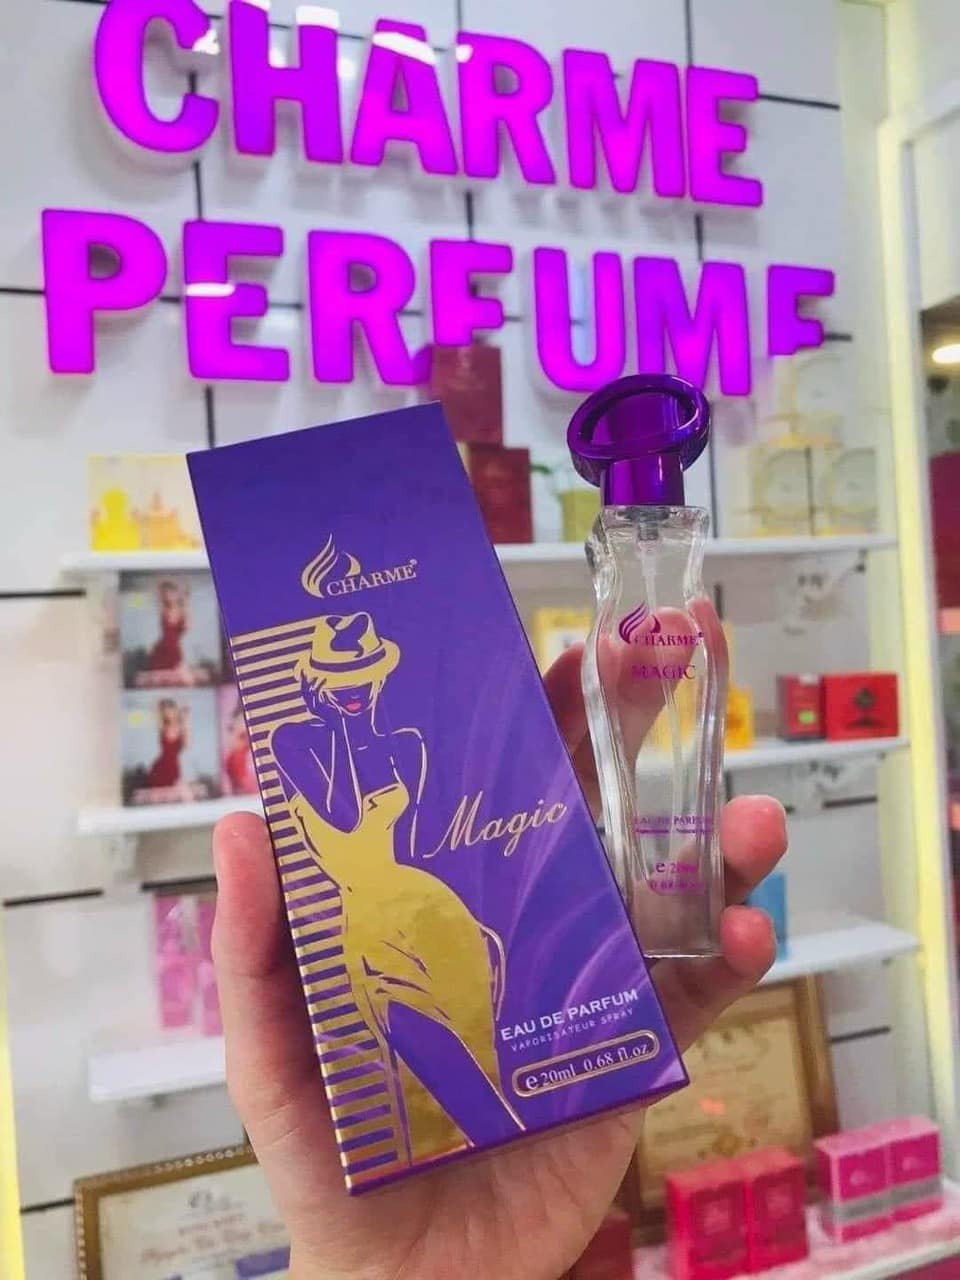 CHARME
PERFUME
CHARME®
Magic
EAU DE PARFUM
VAPORISATEUR SPRAY
e 20ml 0.68 fl.oz
CHARME
MAGIC
EAU DE PARFUM